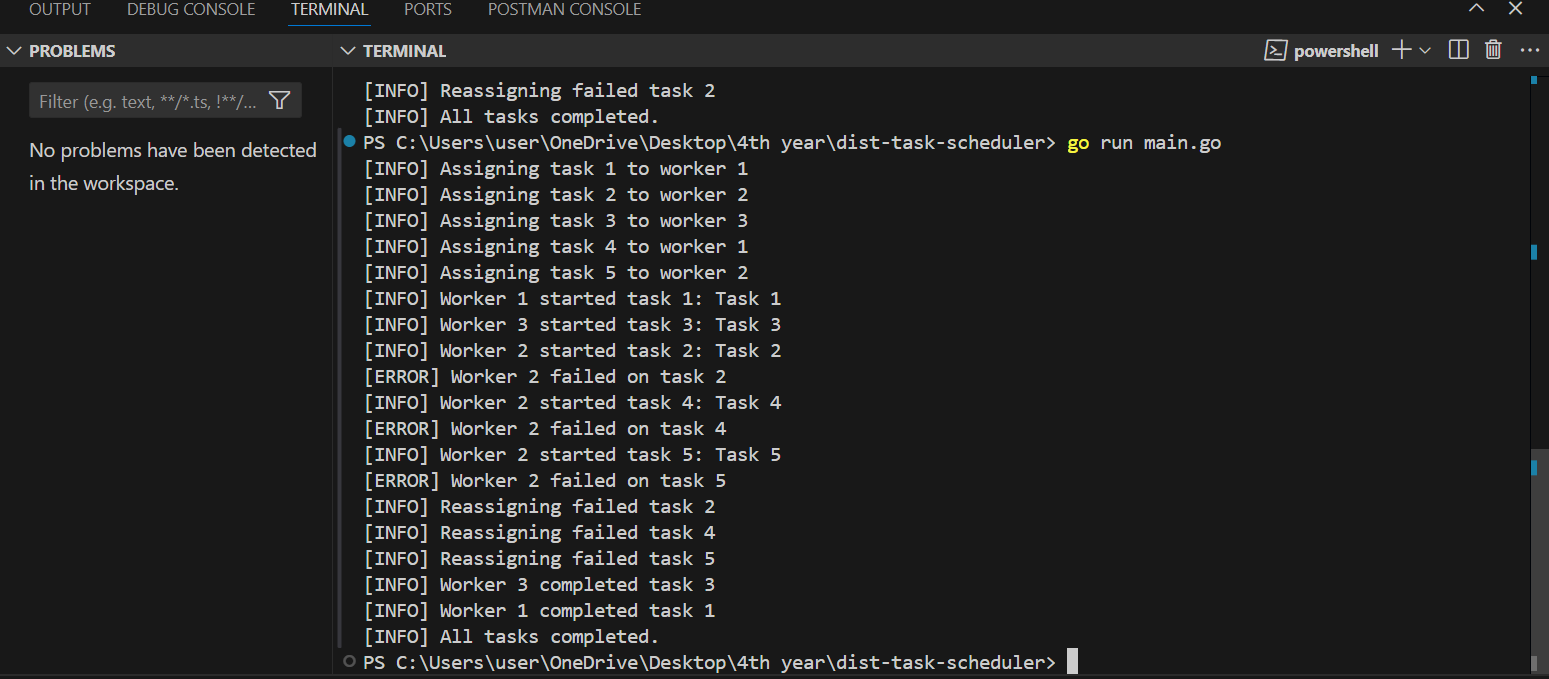 OUTPUT DEBUG CONSOLE TERMINAL PORTS POSTMAN CONSOLE
PROBLEMS
Filter (e.g. text, **/*.ts, !**/...
No problems have been detected
in the workspace.
TERMINAL
powershell
[INFO] Reassigning failed task 2
[INFO] All tasks completed.
PS C:\Users\user\OneDrive\Desktop\4th year\dist-task-scheduler> go run main.go
[INFO] Assigning task 1 to worker 1
[INFO] Assigning task 2 to worker 2
[INFO] Assigning task 3 to worker 3
[INFO] Assigning task 4 to worker 1
[INFO] Assigning task 5 to worker 2
[INFO] Worker 1 started task 1: Task 1
[INFO] Worker 3 started task 3: Task 3
[INFO] Worker 2 started task 2: Task 2
[ERROR] Worker 2 failed on task 2
[INFO] Worker 2 started task 4: Task 4
[ERROR] Worker 2 failed on task 4
[INFO] Worker 2 started task 5: Task 5
[ERROR] Worker 2 failed on task 5
[INFO] Reassigning failed task 2
[INFO] Reassigning failed task 4
[INFO] Reassigning failed task 5
[INFO] Worker 3 completed task 3
[INFO] Worker 1 completed task 1
[INFO] All tasks completed.
PS C:\Users\user\OneDrive\Desktop\4th year\dist-task-scheduler>